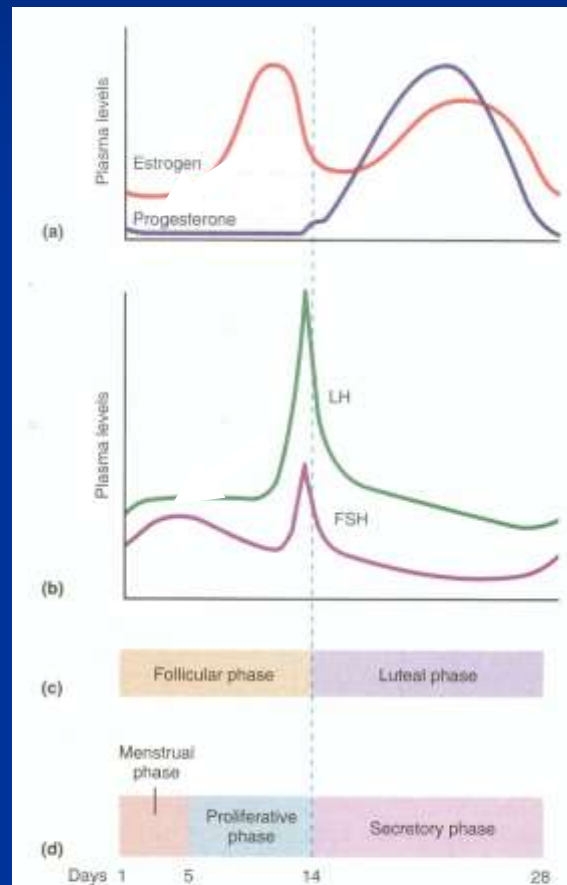 Plasma levels
Estrogen
Progesterone
(a)
Plasma levels
LH
FSH
(b)
(c)
Follicular phase
Luteal phase
Menstrual
phase
(d)
Proliferative
phase
Secretory phase
Days 1 5 14 28